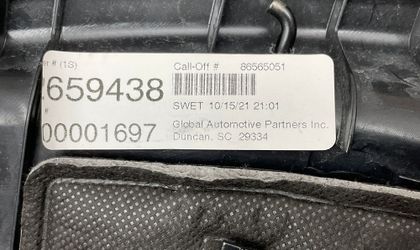 # (1S) Call-Off # 86565051
659438
SWET 10/15/21 21:01
#
00001697 Global Automotive Partners Inc.
Duncan, SC 29334